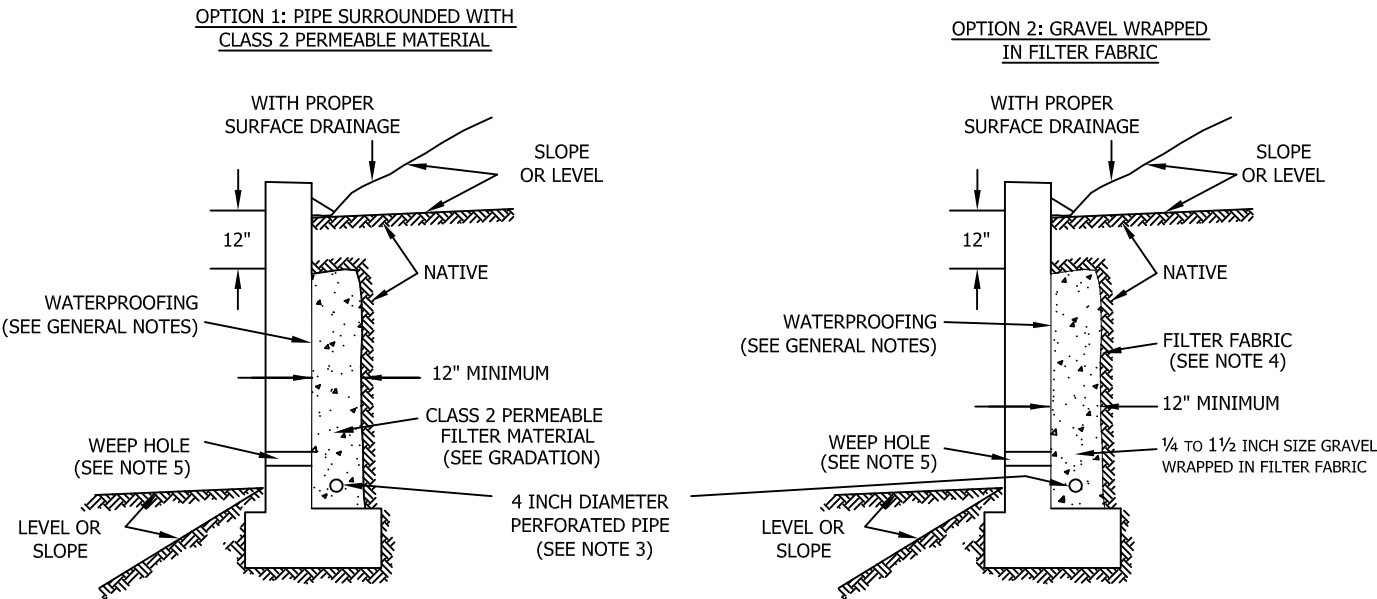 OPTION 1: PIPE SURROUNDED WITH
CLASS 2 PERMEABLE MATERIAL
WITH PROPER
SURFACE DRAINAGE
SLOPE
OR LEVEL
12"
NATIVE
WATERPROOFING
(SEE GENERAL NOTES)
12" MINIMUM
CLASS 2 PERMEABLE
FILTER MATERIAL
(SEE GRADATION)
WEEP HOLE
(SEE NOTE 5)
4 INCH DIAMETER
PERFORATED PIPE
(SEE NOTE 3)
LEVEL OR
SLOPE
OPTION 2: GRAVEL WRAPPED
IN FILTER FABRIC
WITH PROPER
SURFACE DRAINAGE
SLOPE
OR LEVEL
12"
NATIVE
WATERPROOFING
(SEE GENERAL NOTES)
FILTER FABRIC
(SEE NOTE 4)
12" MINIMUM
WEEP HOLE
(SEE NOTE 5)
¼ TO 1½ INCH SIZE GRAVEL
WRAPPED IN FILTER FABRIC
LEVEL OR
SLOPE